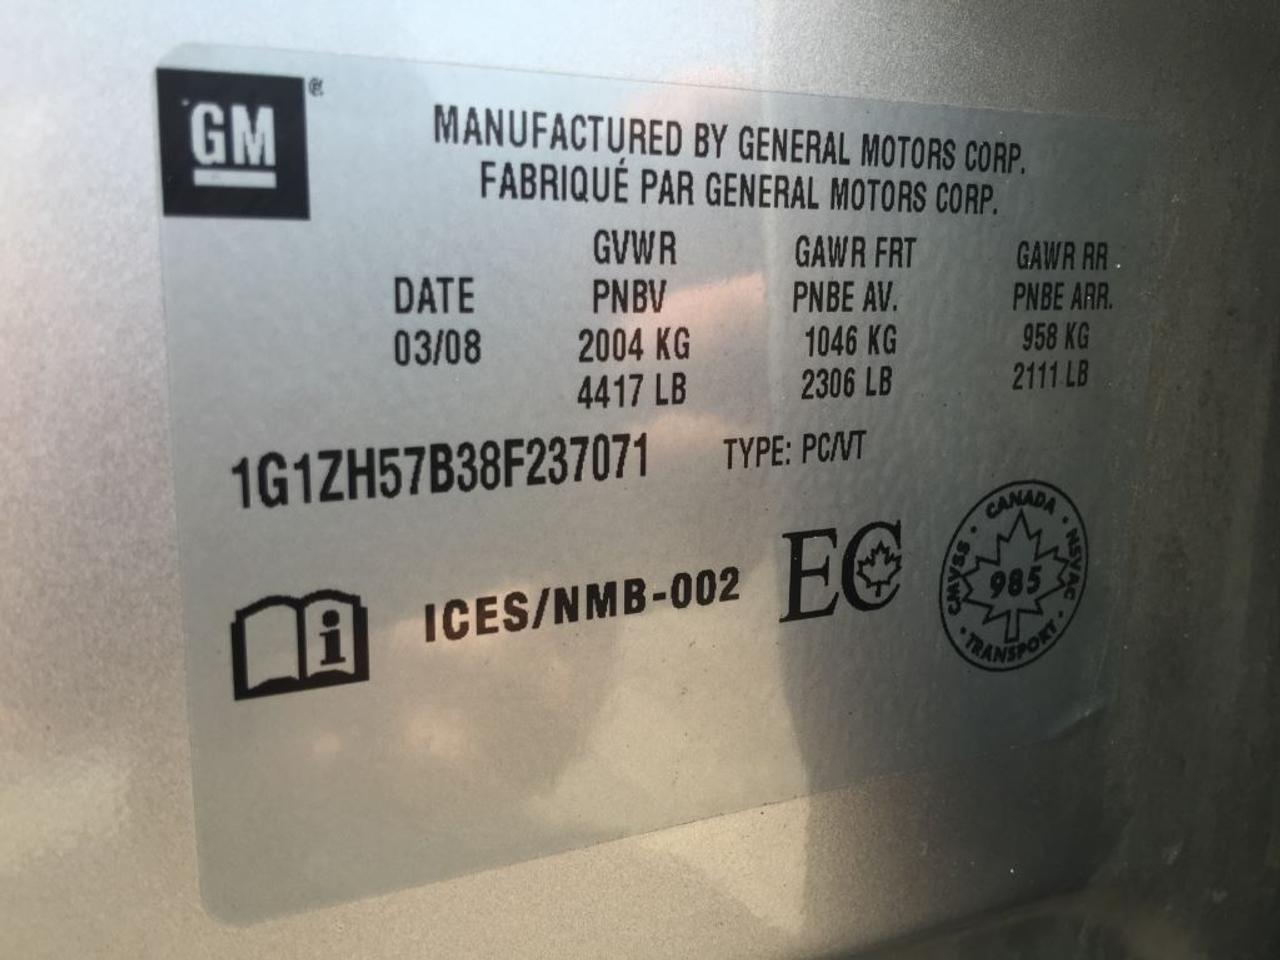 GM ®
MANUFACTURED BY GENERAL MOTORS CORP.
FABRIQUÉ PAR GENERAL MOTORS CORP.
GVWR GAWR FRT GAWR RR
DATE PNBV PNBE AV. PNBE ARR.
03/08 2004 KG 1046 KG 958 KG
4417 LB 2306 LB 2111 LB
1G1ZH57B38F237071 TYPE: PC/VT
i ICES/NMB-002 EC
CANADA
CMVSS · NSVAC
985
TRANSPORT